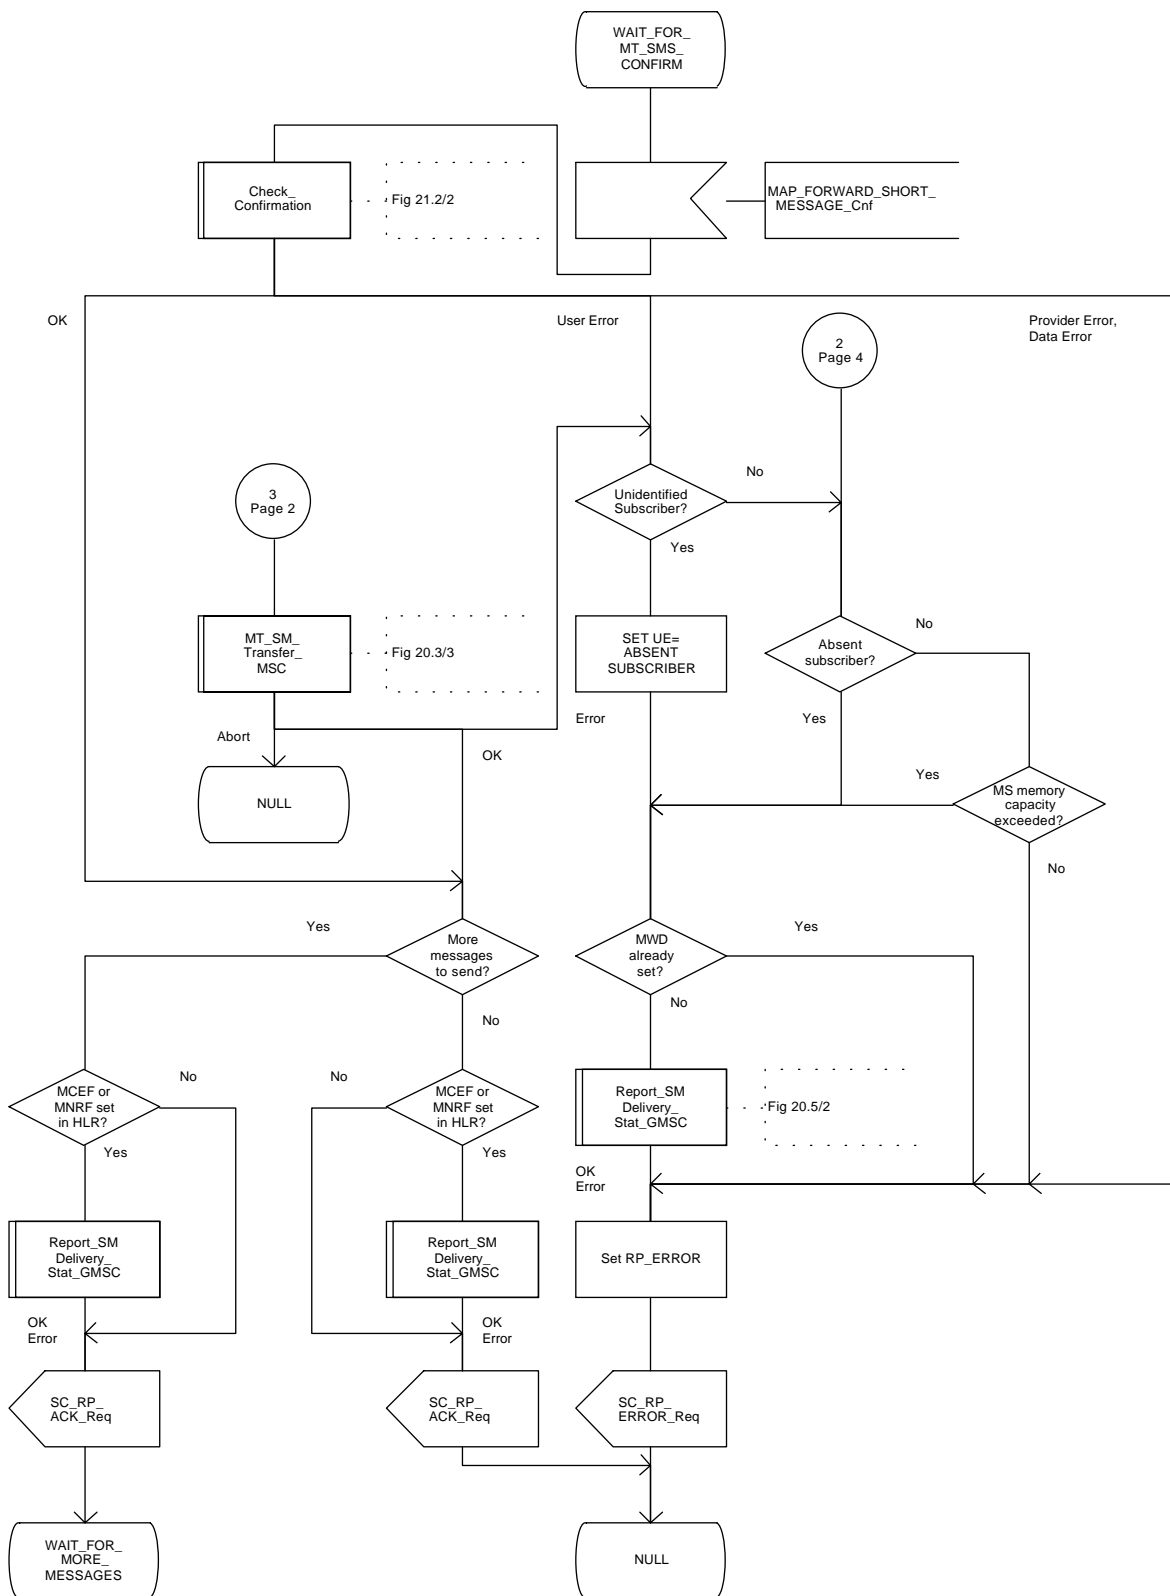 WAIT_FOR_
MT_SMS_
CONFIRM
Check_
Confirmation
Fig 21.2/2
MAP_FORWARD_SHORT_
MESSAGE_Cnf
OK
User Error
Provider Error,
Data Error
2
Page 4
3
Page 2
Unidentified
Subscriber?
No
Yes
MT_SM_
Transfer_
MSC
Fig 20.3/3
SET UE=
ABSENT
SUBSCRIBER
Absent
subscriber?
No
Error
Yes
Abort
OK
Yes
NULL
MS memory
capacity
exceeded?
No
Yes
More
messages
to send?
MWD
already
set?
Yes
No
No
MCEF or
MNRF set
in HLR?
No
No
MCEF or
MNRF set
in HLR?
Report_SM
Delivery_
Stat_GMSC
Fig 20.5/2
Yes
Yes
OK
Error
Report_SM
Delivery_
Stat_GMSC
Report_SM
Delivery_
Stat_GMSC
Set RP_ERROR
OK
Error
OK
Error
SC_RP_
ACK_Req
SC_RP_
ACK_Req
SC_RP_
ERROR_Req
WAIT_FOR_
MORE_
MESSAGES
NULL